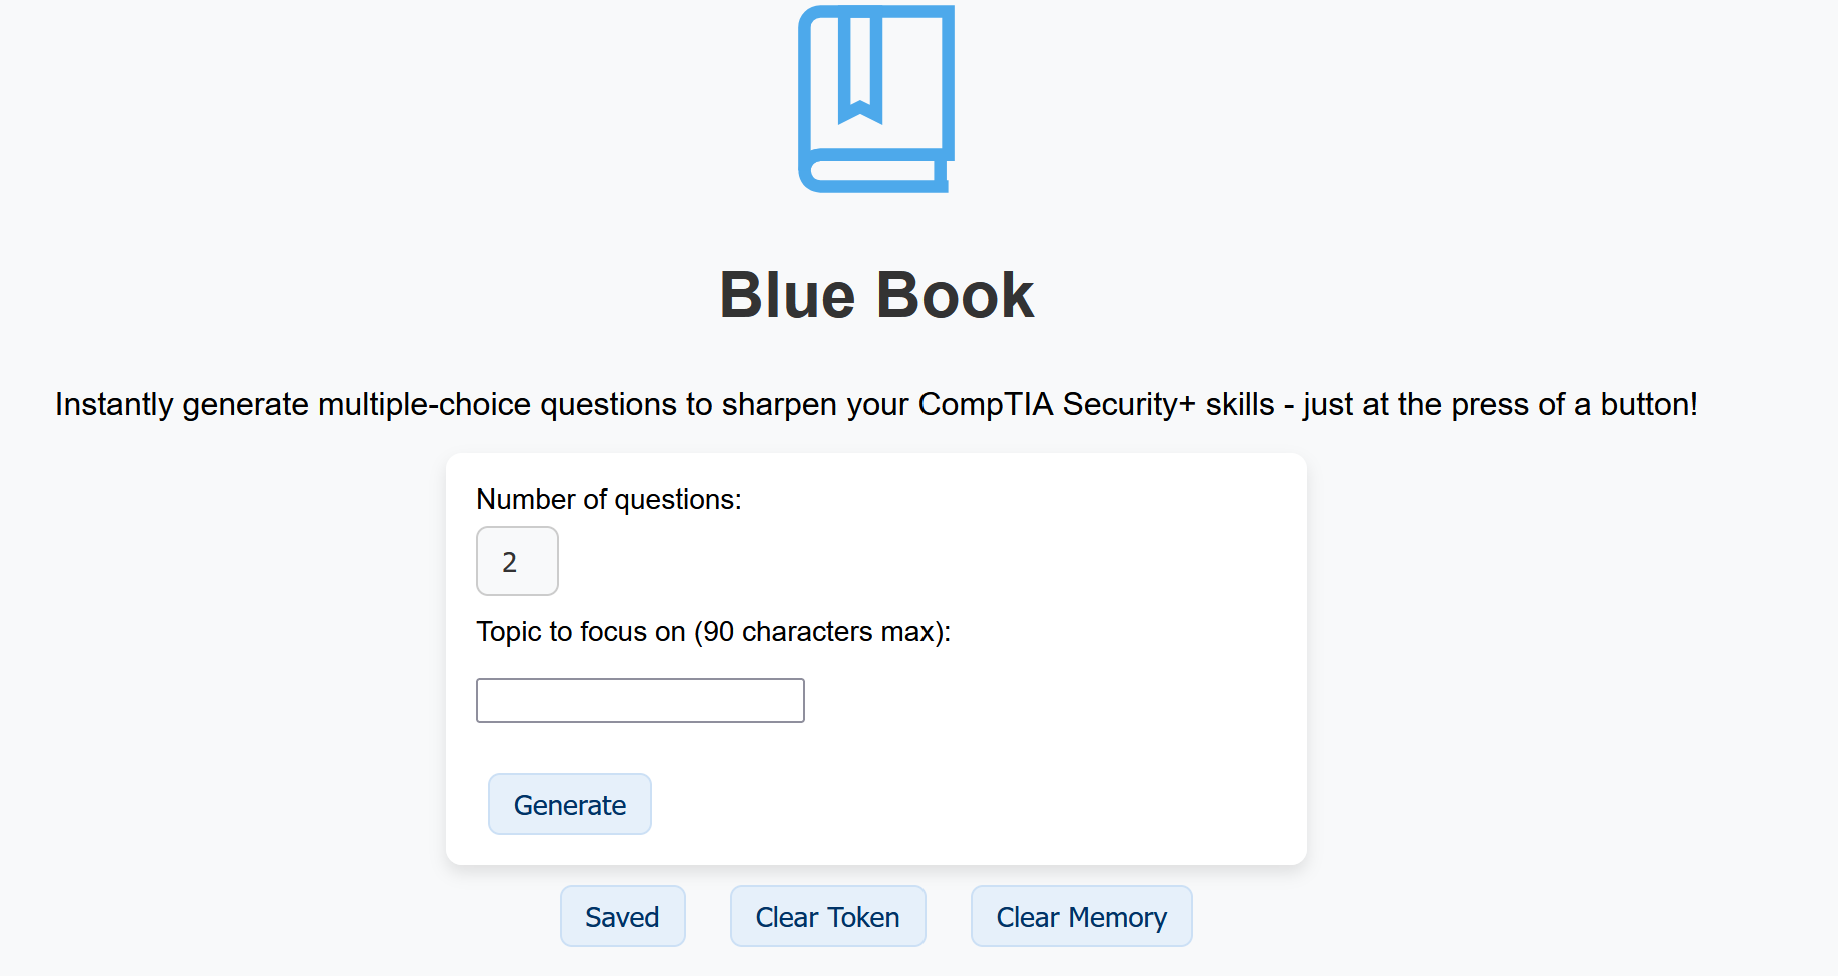 Blue Book
Instantly generate multiple-choice questions to sharpen your CompTIA Security+ skills - just at the press of a button!
Number of questions:
2
Topic to focus on (90 characters max):
Generate
Saved Clear Token Clear Memory